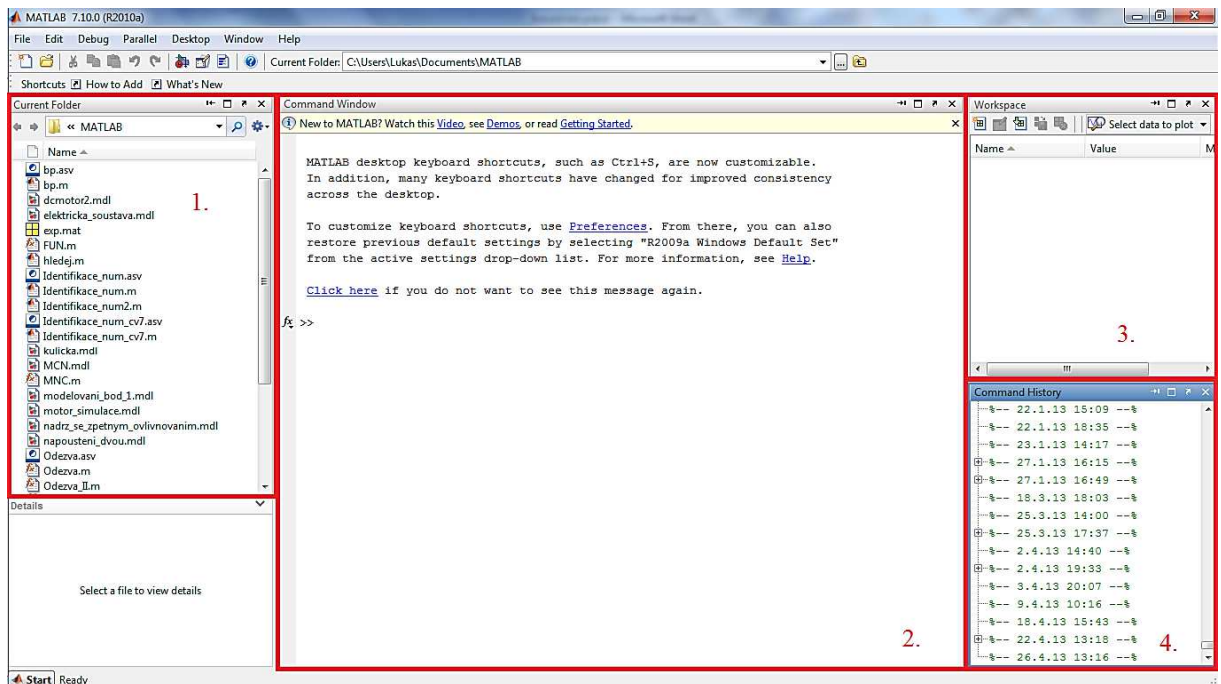 MATLAB 7.10.0 (R2010a)
File Edit Debug Parallel Desktop Window Help
Current Folder: C:\Users\Lukas\Documents\MATLAB
Shortcuts How to Add What's New
Current Folder
« MATLAB
Name
bp.asv
bp.m
dcmotor2.mdl
elektricka_soustava.mdl
exp.mat
FUN.m
hledej.m
Identifikace_num.asv
Identifikace_num.m
Identifikace_num2.m
Identifikace_num_cv7.asv
Identifikace_num_cv7.m
kulicka.mdl
MCN.mdl
MNC.m
modelovani_bod_1.mdl
motor_simulace.mdl
nadrz_se_zpetnym_ovlivnovanim.mdl
napousteni_dvou.mdl
Odezva.asv
Odezva.m
Odezva_II.m
1.
Details
Select a file to view details
Command Window
New to MATLAB? Watch this Video, see Demos, or read Getting Started.
MATLAB desktop keyboard shortcuts, such as Ctrl+S, are now customizable.
In addition, many keyboard shortcuts have changed for improved consistency
across the desktop.
To customize keyboard shortcuts, use Preferences. From there, you can also
restore previous default settings by selecting "R2009a Windows Default Set"
from the active settings drop-down list. For more information, see Help.
Click here if you do not want to see this message again.
fx >>
2.
Workspace
Select data to plot
Name Value M
3.
Command History
%-- 22.1.13 15:09 --%
%-- 22.1.13 18:35 --%
%-- 23.1.13 14:17 --%
%-- 27.1.13 16:15 --%
%-- 27.1.13 16:49 --%
%-- 18.3.13 18:03 --%
%-- 25.3.13 14:00 --%
%-- 25.3.13 17:37 --%
%-- 2.4.13 14:40 --%
%-- 2.4.13 19:33 --%
%-- 3.4.13 20:07 --%
%-- 9.4.13 10:16 --%
%-- 18.4.13 15:43 --%
%-- 22.4.13 13:18 --%
%-- 26.4.13 13:16 --%
4.
Start Ready